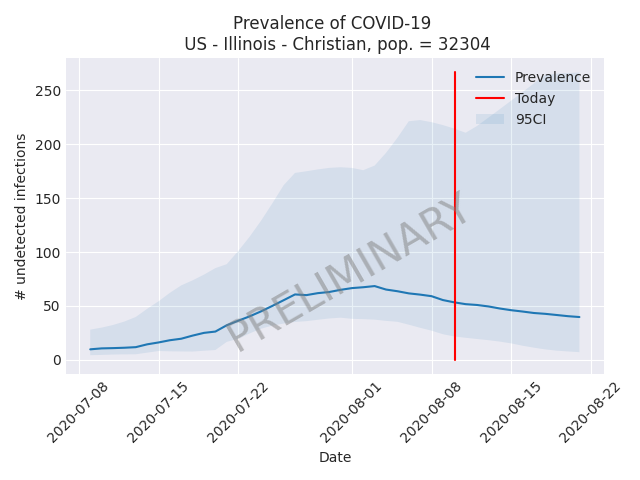 Prevalence of COVID-19
US - Illinois - Christian, pop. = 32304
Prevalence
Today
95CI
250
200
150
100
50
0
# undetected infections
PRELIMINARY
2020-07-08
2020-07-15
2020-07-22
2020-08-01
2020-08-08
2020-08-15
2020-08-22
Date